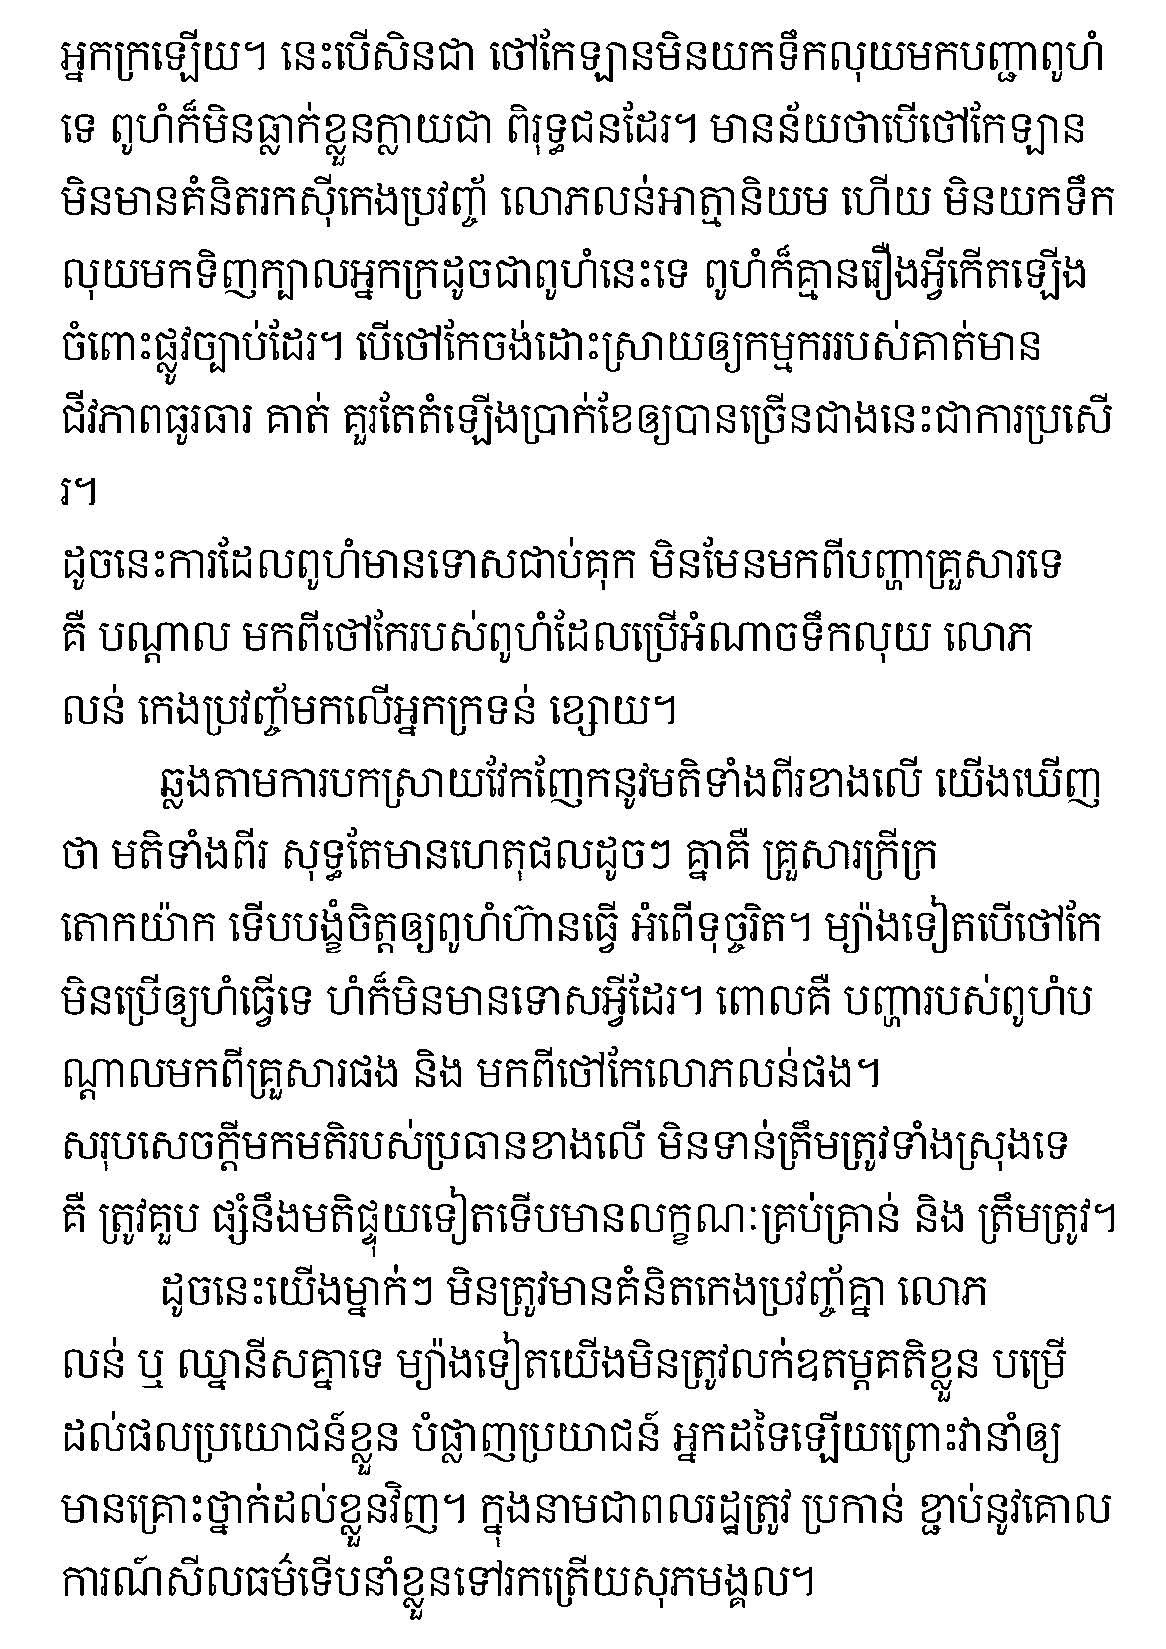 អ្នកក្រឡើយ។ នេះបើសិនជា ថៅកែឡានមិនយកទឹកលុយមកបញ្ជាពូហំ
ទេ ពូហំក៏មិនធ្លាក់ខ្លួនក្លាយជា ពិរុទ្ធជនដែរ។ មានន័យថាបើថៅកែឡាន
មិនមានគំនិតរកស៊ីកេងប្រវញ្ច័ លោភលន់អាត្មានិយម ហើយ មិនយកទឹក
លុយមកទិញក្បាលអ្នកក្រដូចជាពូហំនេះទេ ពូហំក៏គ្មានរឿងអ្វីកើតឡើង
ចំពោះផ្លូវច្បាប់ដែរ។ បើថៅកែចង់ដោះស្រាយឲ្យកម្មកររបស់គាត់មាន
ជីវភាពធូរធារ គាត់ គួរតែតំឡើងប្រាក់ខែឲ្យបានច្រើនជាងនេះជាការប្រសើ
រ។
ដូចនេះការដែលពូហំមានទោសជាប់គុក មិនមែនមកពីបញ្ហាគ្រួសារទេ
គឺ បណ្តាល មកពីថៅកែរបស់ពូហំដែលប្រើអំណាចទឹកលុយ លោភ
លន់ កេងប្រវញ្ច័មកលើអ្នកក្រទន់ ខ្សោយ។
ឆ្លងតាមការបកស្រាយវែកញែកនូវមតិទាំងពីរខាងលើ យើងឃើញ
ថា មតិទាំងពីរ សុទ្ធតែមានហេតុផលដូចៗ គ្នាគឺ គ្រួសារក្រីក្រ
តោកយ៉ាក ទើបបង្ខំចិត្តឲ្យពូហំហ៊ានធ្វើ អំពើទុច្ចរិត។ ម្យ៉ាងទៀតបើថៅកែ
មិនប្រើឲ្យហំធ្វើទេ ហំក៏មិនមានទោសអ្វីដែរ។ ពោលគឺ បញ្ហារបស់ពូហំប
ណ្តាលមកពីគ្រួសារផង និង មកពីថៅកែលោភលន់ផង។
សរុបសេចក្តីមកមតិរបស់ប្រធានខាងលើ មិនទាន់ត្រឹមត្រូវទាំងស្រុងទេ
គឺ ត្រូវគួប ផ្សំនឹងមតិផ្ទុយទៀតទើបមានលក្ខណៈគ្រប់គ្រាន់ និង ត្រឹមត្រូវ។
ដូចនេះយើងម្នាក់ៗ មិនត្រូវមានគំនិតកេងប្រវញ្ច័គ្នា លោភ
លន់ ឬ ឈ្នានីសគ្នាទេ ម្យ៉ាងទៀតយើងមិនត្រូវលក់ឧតម្តគតិខ្លួន បម្រើ
ដល់ផលប្រយោជន៍ខ្លួន បំផ្លាញប្រយាជន៍ អ្នកដទៃឡើយព្រោះវានាំឲ្យ
មានគ្រោះថ្នាក់ដល់ខ្លួនវិញ។ ក្នុងនាមជាពលរដ្ឋត្រូវ ប្រកាន់ ខ្ជាប់នូវគោល
ការណ៍សីលធម៌ទើបនាំខ្លួនទៅរកត្រើយសុភមង្គល។